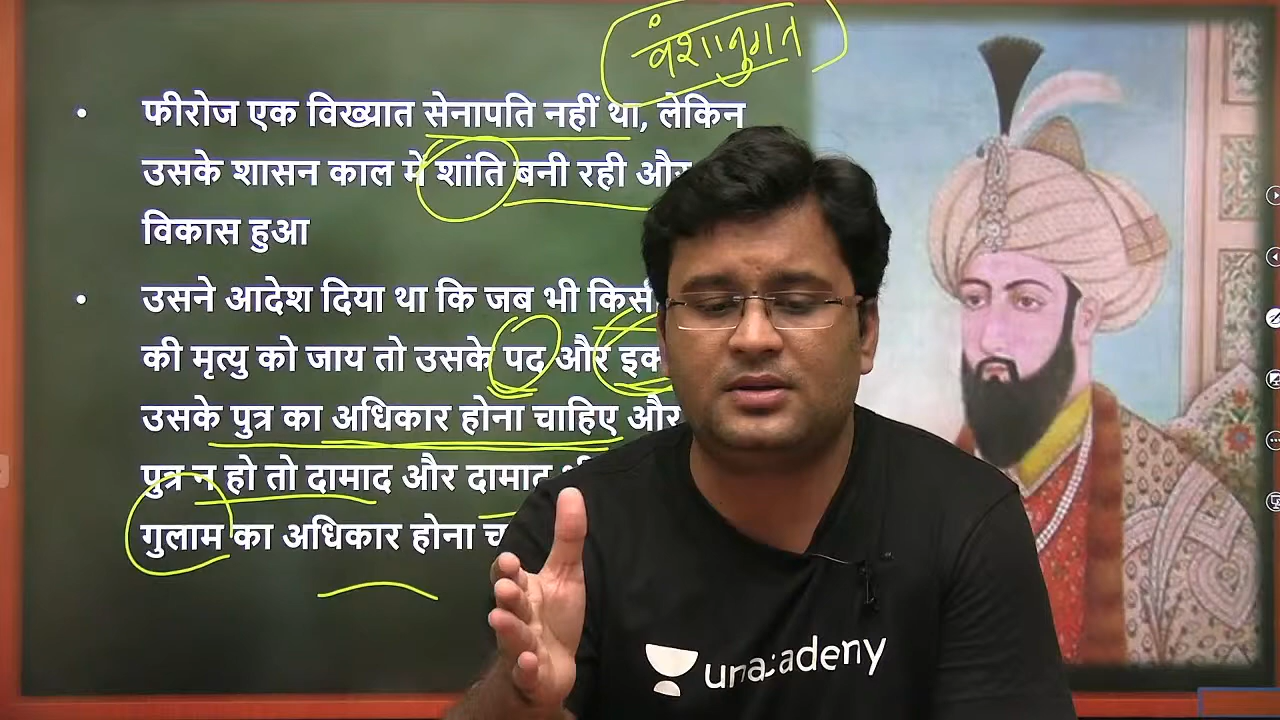 वंशानुगत
फीरोज एक विख्यात सेनापति नहीं था, लेकिन
उसके शासन काल में शांति बनी रही और
विकास हुआ
उसने आदेश दिया था कि जब भी किसी
की मृत्यु को जाय तो उसके पद और
उसके पुत्र का अधिकार होना चाहिए और
पुत्र न हो तो दामाद और दामाद
गुलाम का अधिकार होना
unacademy